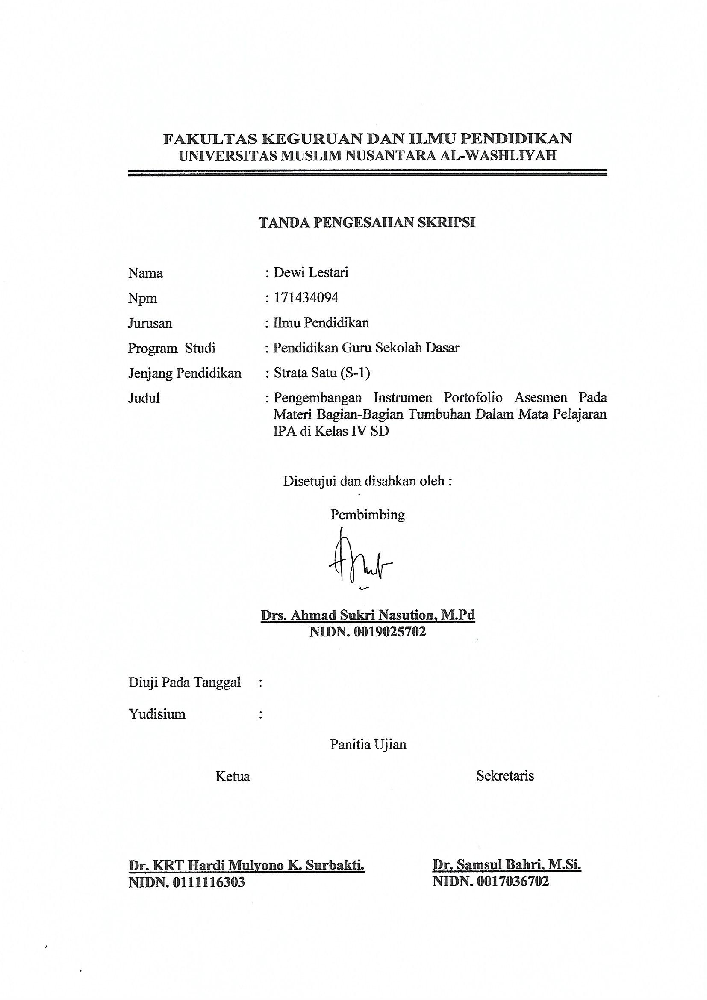 FAKULTAS KEGURUAN DAN ILMU PENDIDIKAN
UNIVERSITAS MUSLIM NUSANTARA AL-WASHLIYAH
TANDA PENGESAHAN SKRIPSI
Nama : Dewi Lestari
Npm : 171434094
Jurusan : Ilmu Pendidikan
Program Studi : Pendidikan Guru Sekolah Dasar
Jenjang Pendidikan : Strata Satu (S-1)
Judul : Pengembangan Instrumen Portofolio Asesmen Pada
Materi Bagian-Bagian Tumbuhan Dalam Mata Pelajaran
IPA di Kelas IV SD
Disetujui dan disahkan oleh :
Pembimbing
Drs. Ahmad Sukri Nasution, M.Pd
NIDN. 0019025702
Diuji Pada Tanggal :
Yudisium :
Panitia Ujian
Ketua Sekretaris
Dr. KRT Hardi Mulyono K. Surbakti. Dr. Samsul Bahri, M.Si.
NIDN. 0111116303 NIDN. 0017036702